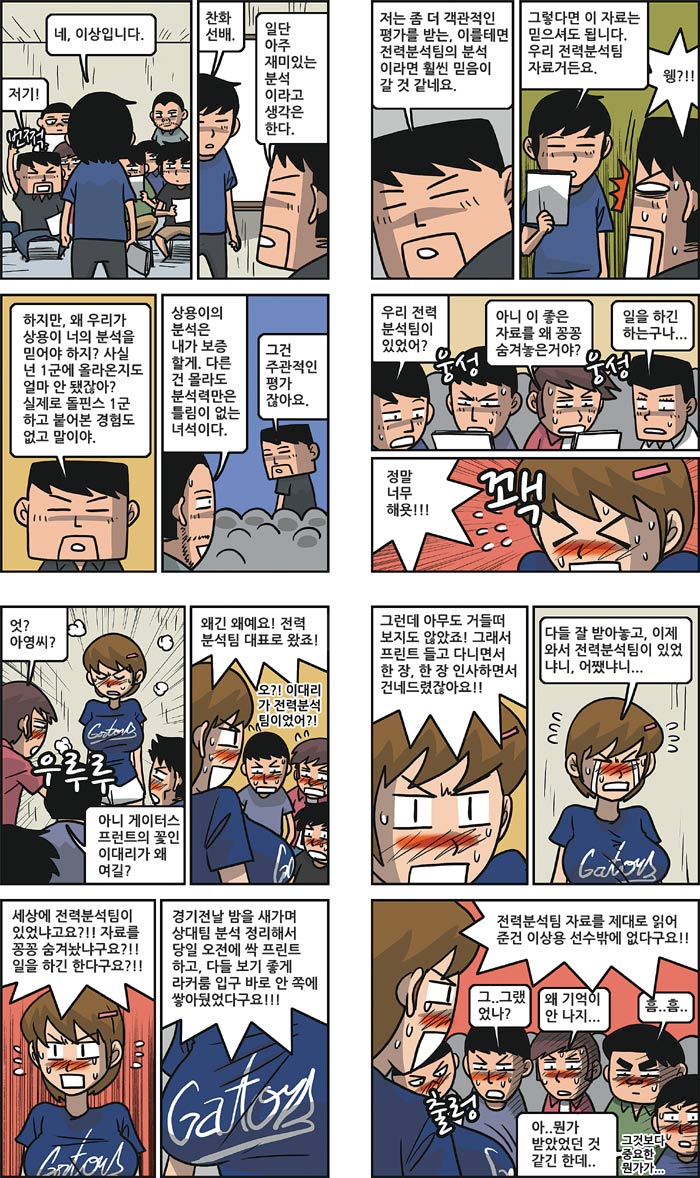 네, 이상입니다.
저기!
번쩍
찬화
선배.
일단
아주
재미있는
분석
이라고
생각은
한다.
하지만, 왜 우리가
상용이 너의 분석을
믿어야 하지? 사실
넌 1군에 올라온지도
얼마 안 됐잖아?
실제로 돌핀스 1군
하고 붙어본 경험도
없고 말이야.
상용이의
분석은
내가 보증
할게. 다른
건 몰라도
분석력만은
틀림이 없는
녀석이다.
그건
주관적인
평가
잖아요.
저는 좀 더 객관적인
평가를 받는, 이를테면
전력분석팀의 분석
이라면 훨씬 믿음이
갈 것 같네요.
그렇다면 이 자료는
믿으셔도 됩니다.
우리 전력분석팀
자료거든요.
웽?!!
우리 전력
분석팀이
있었어?
웅성
아니 이 좋은
자료를 왜 꽁꽁
숨겨놓은거야?
웅성
일을 하긴
하는구나...
정말
너무
해욧!!!
꽥
엇?
아영씨?
Gators
우루루
아니 게이터스
프런트의 꽃인
이대리가 왜
여길?
왜긴 왜예요! 전력
분석팀 대표로 왔죠!
오?! 이대리
가 전력분석
팀이었어?!
세상에 전력분석팀이
있었냐고요?!! 자료를
꽁꽁 숨겨놨냐구요?!!
일을 하긴 한다구요?!!
Gators
경기전날 밤을 새가며
상대팀 분석 정리해서
당일 오전에 싹 프린트
하고, 다들 보기 좋게
라커룸 입구 바로 안 쪽에
쌓아뒀었다구요!!!
Gators
그런데 아무도 거들떠
보지도 않았죠! 그래서
프린트 들고 다니면서
한 장, 한 장 인사하면서
건네드렸잖아요!!
다들 잘 받아놓고, 이제
와서 전력분석팀이 있었
냐니, 어쨌냐니...
Gators
전력분석팀 자료를 제대로 읽어
준건 이상용 선수밖에 없다구요!!
그..그랬
었나?
왜 기억이
안 나지...
흠..흠..
출렁
아..뭔가
받았었던 것
같긴 한데..
그것보다
중요한
뭔가가...